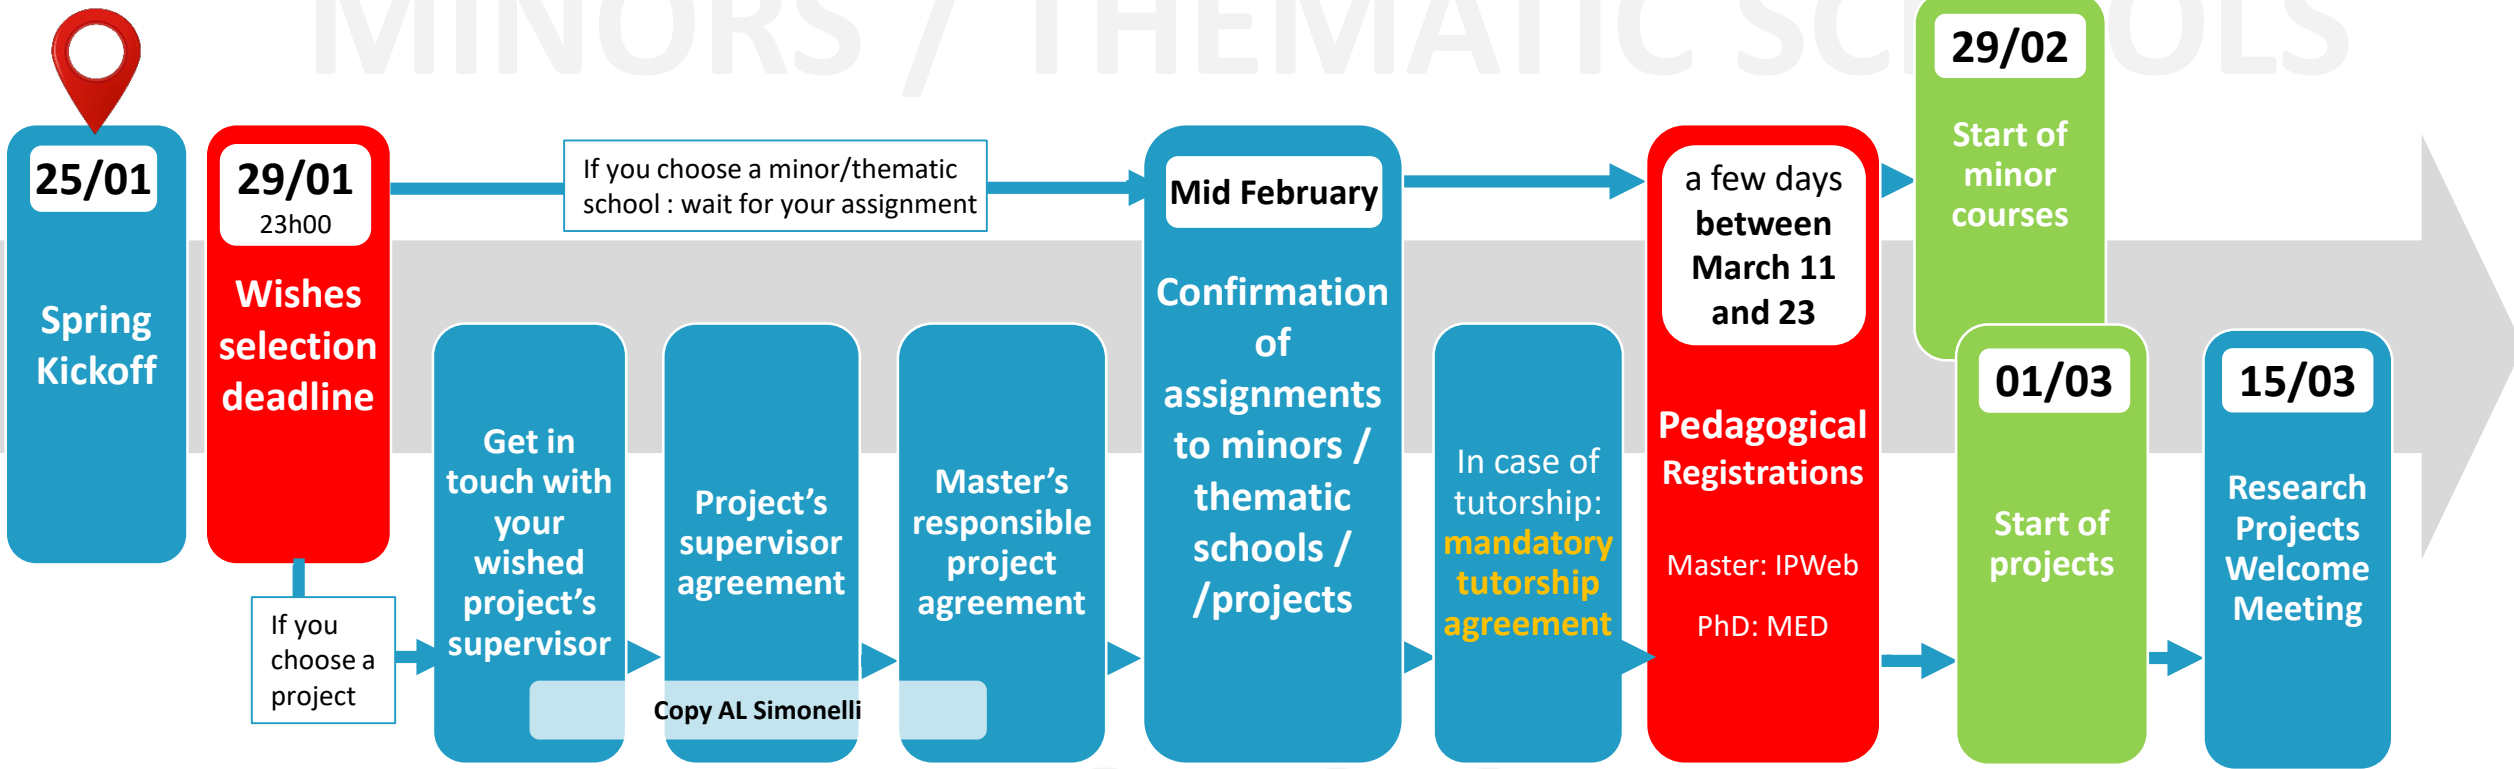 MINORS / THEMATIC SCHOOLS
25/01
Spring
Kickoff
29/01
23h00
Wishes
selection
deadline
If you choose a minor/thematic
school : wait for your assignment
If you
choose a
project
Get in
touch with
your
wished
project's
supervisor
Project's
supervisor
agreement
Master's
responsible
project
agreement
Copy AL Simonelli
Mid February
Confirmation
of
assignments
to minors /
thematic
schools /
/projects
In case of
tutorship:
mandatory
tutorship
agreement
a few days
between
March 11
and 23
Pedagogical
Registrations
Master: IPWeb
PhD: MED
29/02
Start of
minor
courses
01/03
Start of
projects
15/03
Research
Projects
Welcome
Meeting